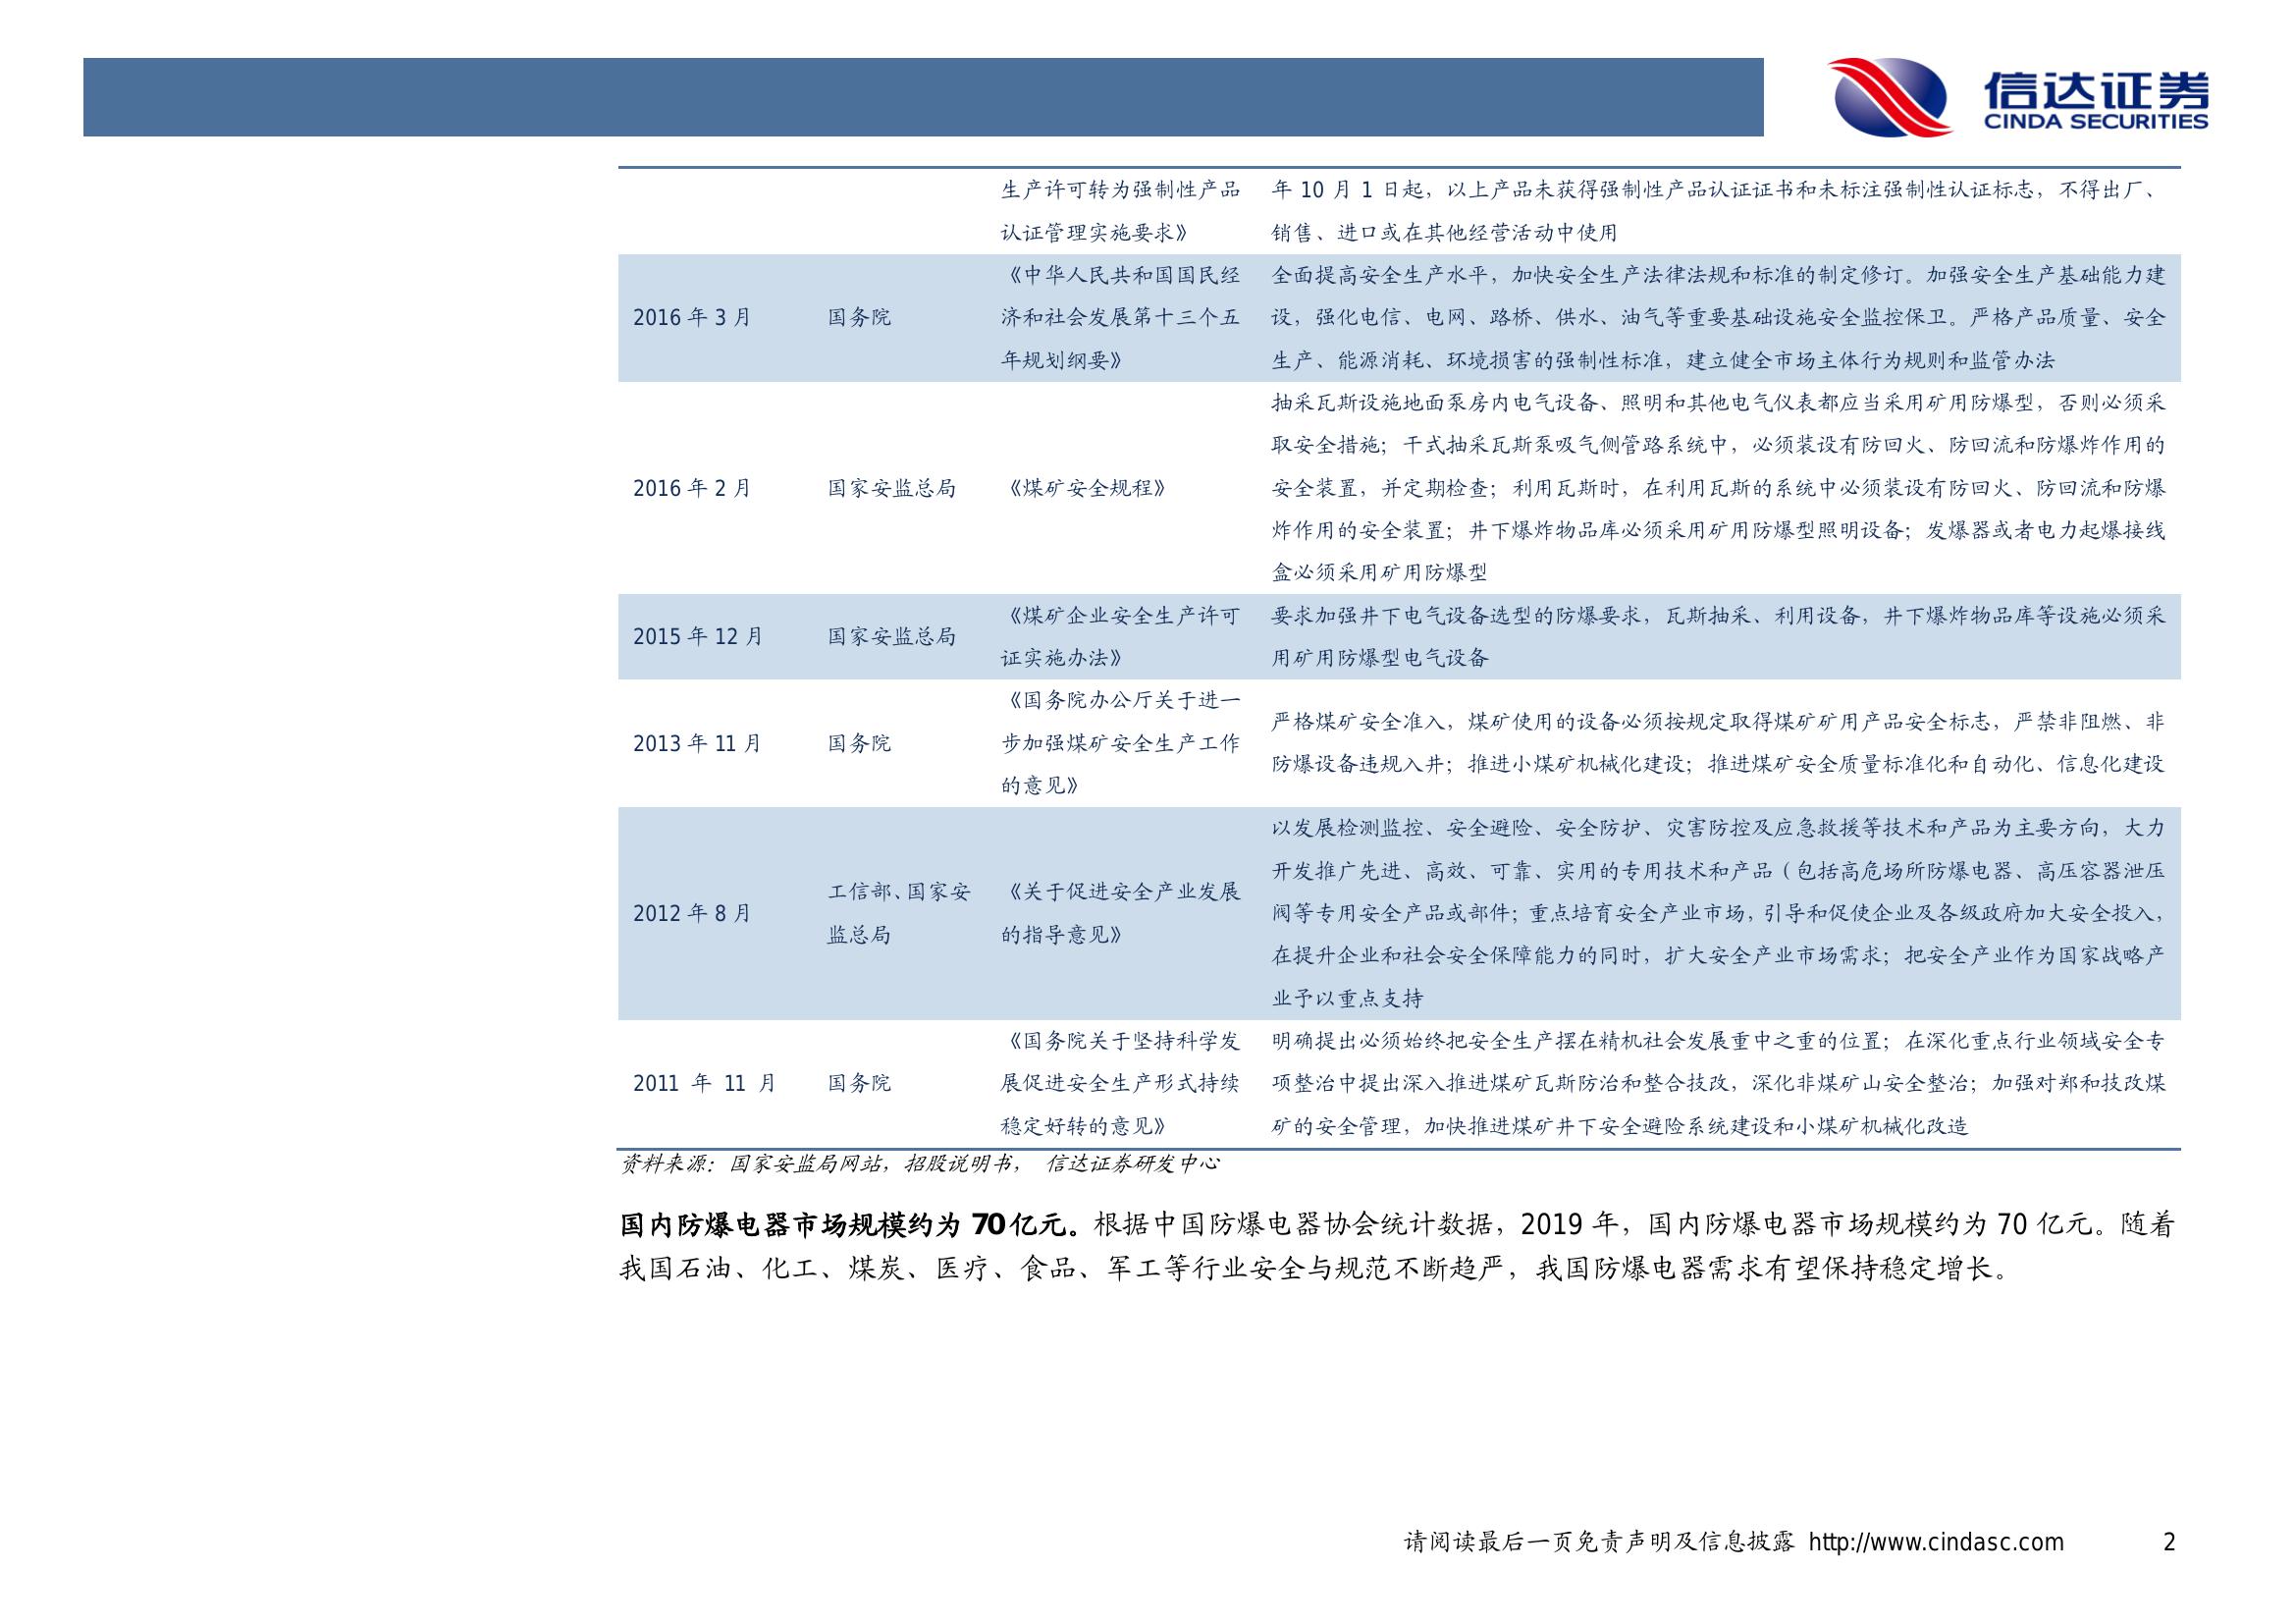 信达证券
CINDA SECURITIES
生产许可转为强制性产品
认证管理实施要求》
年 10 月 1 日起，以上产品未获得强制性产品认证证书和未标注强制性认证标志，不得出厂、
销售、进口或在其他经营活动中使用
2016 年 3 月
国务院
《中华人民共和国国民经
济和社会发展第十三个五
年规划纲要》
全面提高安全生产水平，加快安全生产法律法规和标准的制定修订。加强安全生产基础能力建
设，强化电信、电网、路桥、供水、油气等重要基础设施安全监控保卫。严格产品质量、安全
生产、能源消耗、环境损害的强制性标准，建立健全市场主体行为规则和监管办法
2016 年 2 月
国家安监总局
《煤矿安全规程》
抽采瓦斯设施地面泵房内电气设备、照明和其他电气仪表都应当采用矿用防爆型，否则必须采
取安全措施；干式抽采瓦斯泵吸气侧管路系统中，必须装设有防回火、防回流和防爆炸作用的
安全装置，并定期检查；利用瓦斯时，在利用瓦斯的系统中必须装设有防回火、防回流和防爆
炸作用的安全装置；井下爆炸物品库必须采用矿用防爆型照明设备；发爆器或者电力起爆接线
盒必须采用矿用防爆型
2015 年 12 月
国家安监总局
《煤矿企业安全生产许可
证实施办法》
要求加强井下电气设备选型的防爆要求，瓦斯抽采、利用设备，井下爆炸物品库等设施必须采
用矿用防爆型电气设备
2013 年 11 月
国务院
《国务院办公厅关于进一
步加强煤矿安全生产工作
的意见》
严格煤矿安全准入，煤矿使用的设备必须按规定取得煤矿矿用产品安全标志，严禁非阻燃、非
防爆设备违规入井；推进小煤矿机械化建设；推进煤矿安全质量标准化和自动化、信息化建设
2012 年 8 月
工信部、国家安
监总局
《关于促进安全产业发展
的指导意见》
以发展检测监控、安全避险、安全防护、灾害防控及应急救援等技术和产品为主要方向，大力
开发推广先进、高效、可靠、实用的专用技术和产品（包括高危场所防爆电器、高压容器泄压
阀等专用安全产品或部件；重点培育安全产业市场，引导和促使企业及各级政府加大安全投入，
在提升企业和社会安全保障能力的同时，扩大安全产业市场需求；把安全产业作为国家战略产
业予以重点支持
2011 年 11 月
国务院
《国务院关于坚持科学发
展促进安全生产形式持续
稳定好转的意见》
明确提出必须始终把安全生产摆在精机社会发展重中之重的位置；在深化重点行业领域安全专
项整治中提出深入推进煤矿瓦斯防治和整合技改，深化非煤矿山安全整治；加强对郑和技改煤
矿的安全管理，加快推进煤矿井下安全避险系统建设和小煤矿机械化改造
资料来源：国家安监局网站，招股说明书， 信达证券研发中心
国内防爆电器市场规模约为 70亿元。根据中国防爆电器协会统计数据，2019 年，国内防爆电器市场规模约为 70 亿元。随着
我国石油、化工、煤炭、医疗、食品、军工等行业安全与规范不断趋严，我国防爆电器需求有望保持稳定增长。
请阅读最后一页免责声明及信息披露 http://www.cindasc.com 2